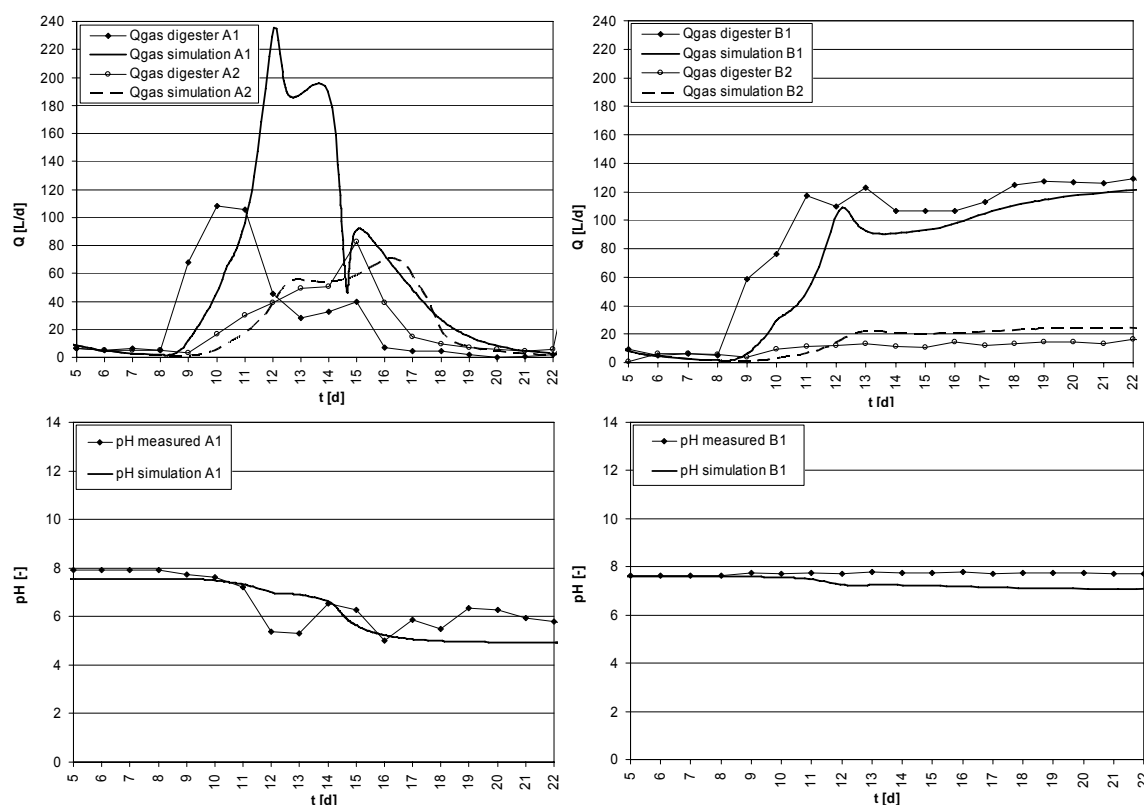 Q [L/d]
240
220
200
180
160
140
120
100
80
60
40
20
0
Qgas digester A1
Qgas simulation A1
Qgas digester A2
Qgas simulation A2
5 6 7 8 9 10 11 12 13 14 15 16 17 18 19 20 21 22
t [d]
Q [L/d]
240
220
200
180
160
140
120
100
80
60
40
20
0
Qgas digester B1
Qgas simulation B1
Qgas digester B2
Qgas simulation B2
5 6 7 8 9 10 11 12 13 14 15 16 17 18 19 20 21 22
t [d]
pH [-]
14
12
10
8
6
4
2
0
pH measured A1
pH simulation A1
5 6 7 8 9 10 11 12 13 14 15 16 17 18 19 20 21 22
t [d]
pH [-]
14
12
10
8
6
4
2
0
pH measured B1
pH simulation B1
5 6 7 8 9 10 11 12 13 14 15 16 17 18 19 20 21 22
t [d]